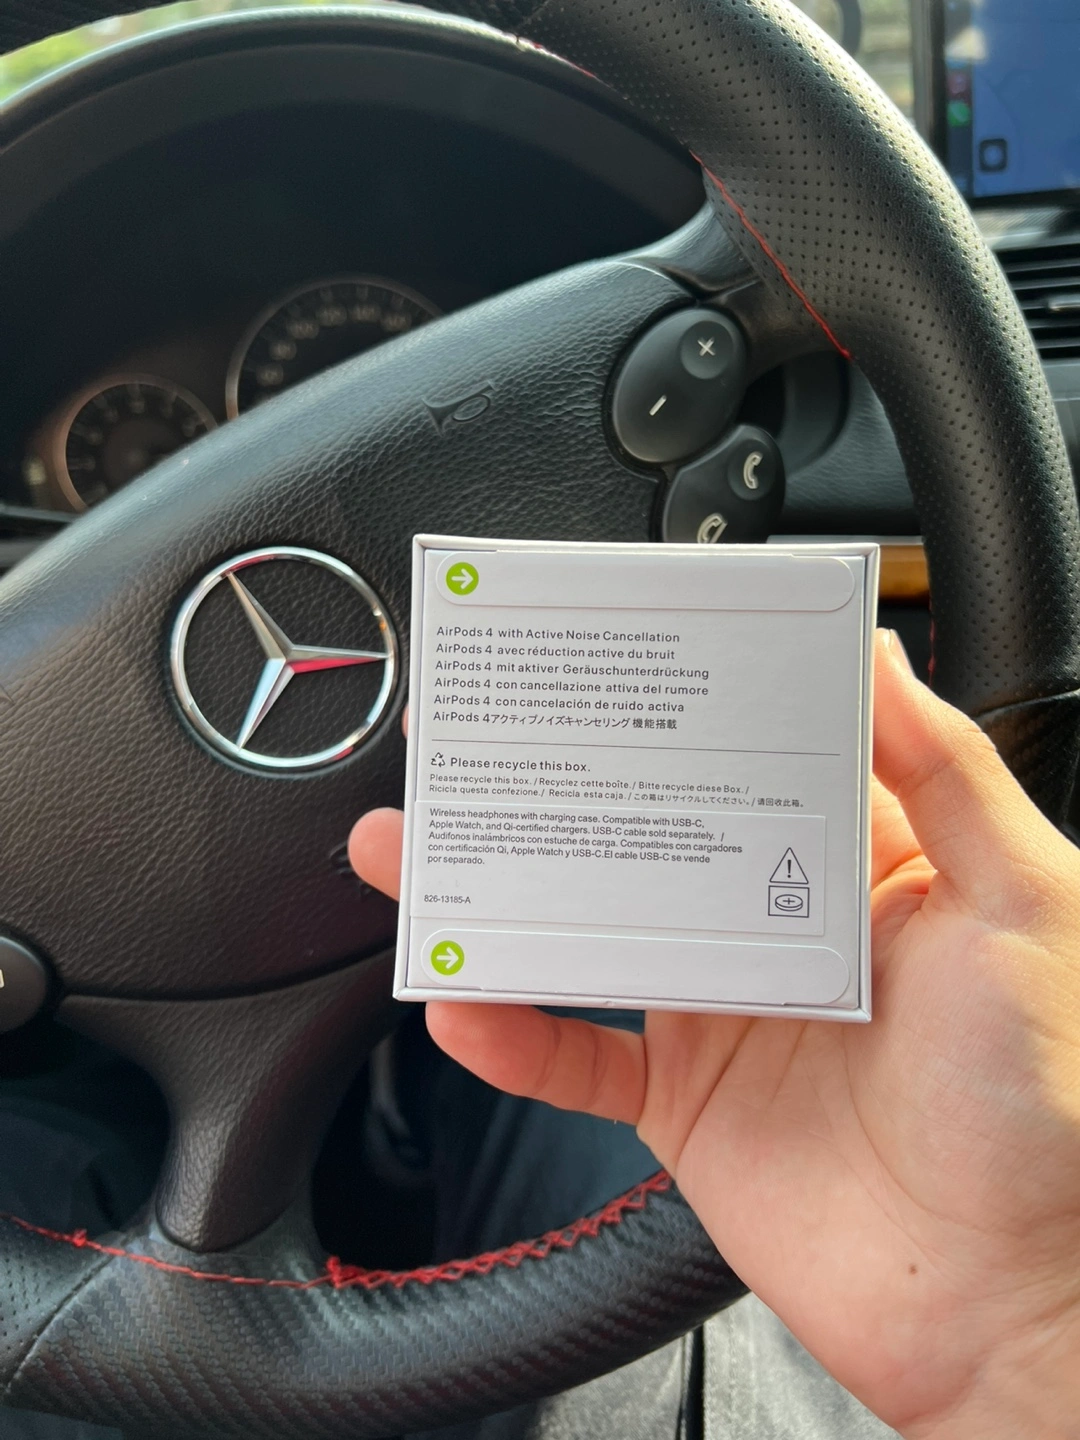 AirPods 4 with Active Noise Cancellation
AirPods 4 avec réduction active du bruit
AirPods 4 mit aktiver Geräuschunterdrückung
AirPods 4 con cancellazione attiva del rumore
AirPods 4 con cancelación de ruido activa
AirPods 4アクティブノイズキャンセリング機能搭載
Please recycle this box.
Please recycle this box. / Recyclez cette boîte. / Bitte recycle diese Box. /
Ricicla questa confezione. / Recicla esta caja. / この箱はリサイクルしてください。/ 请回收此箱。
Wireless headphones with charging case. Compatible with USB-C,
Apple Watch, and Qi-certified chargers. USB-C cable sold separately. /
Audífonos inalámbricos con estuche de carga. Compatibles con cargadores
con certificación Qi, Apple Watch y USB-C.El cable USB-C se vende
por separado.
826-13185-A